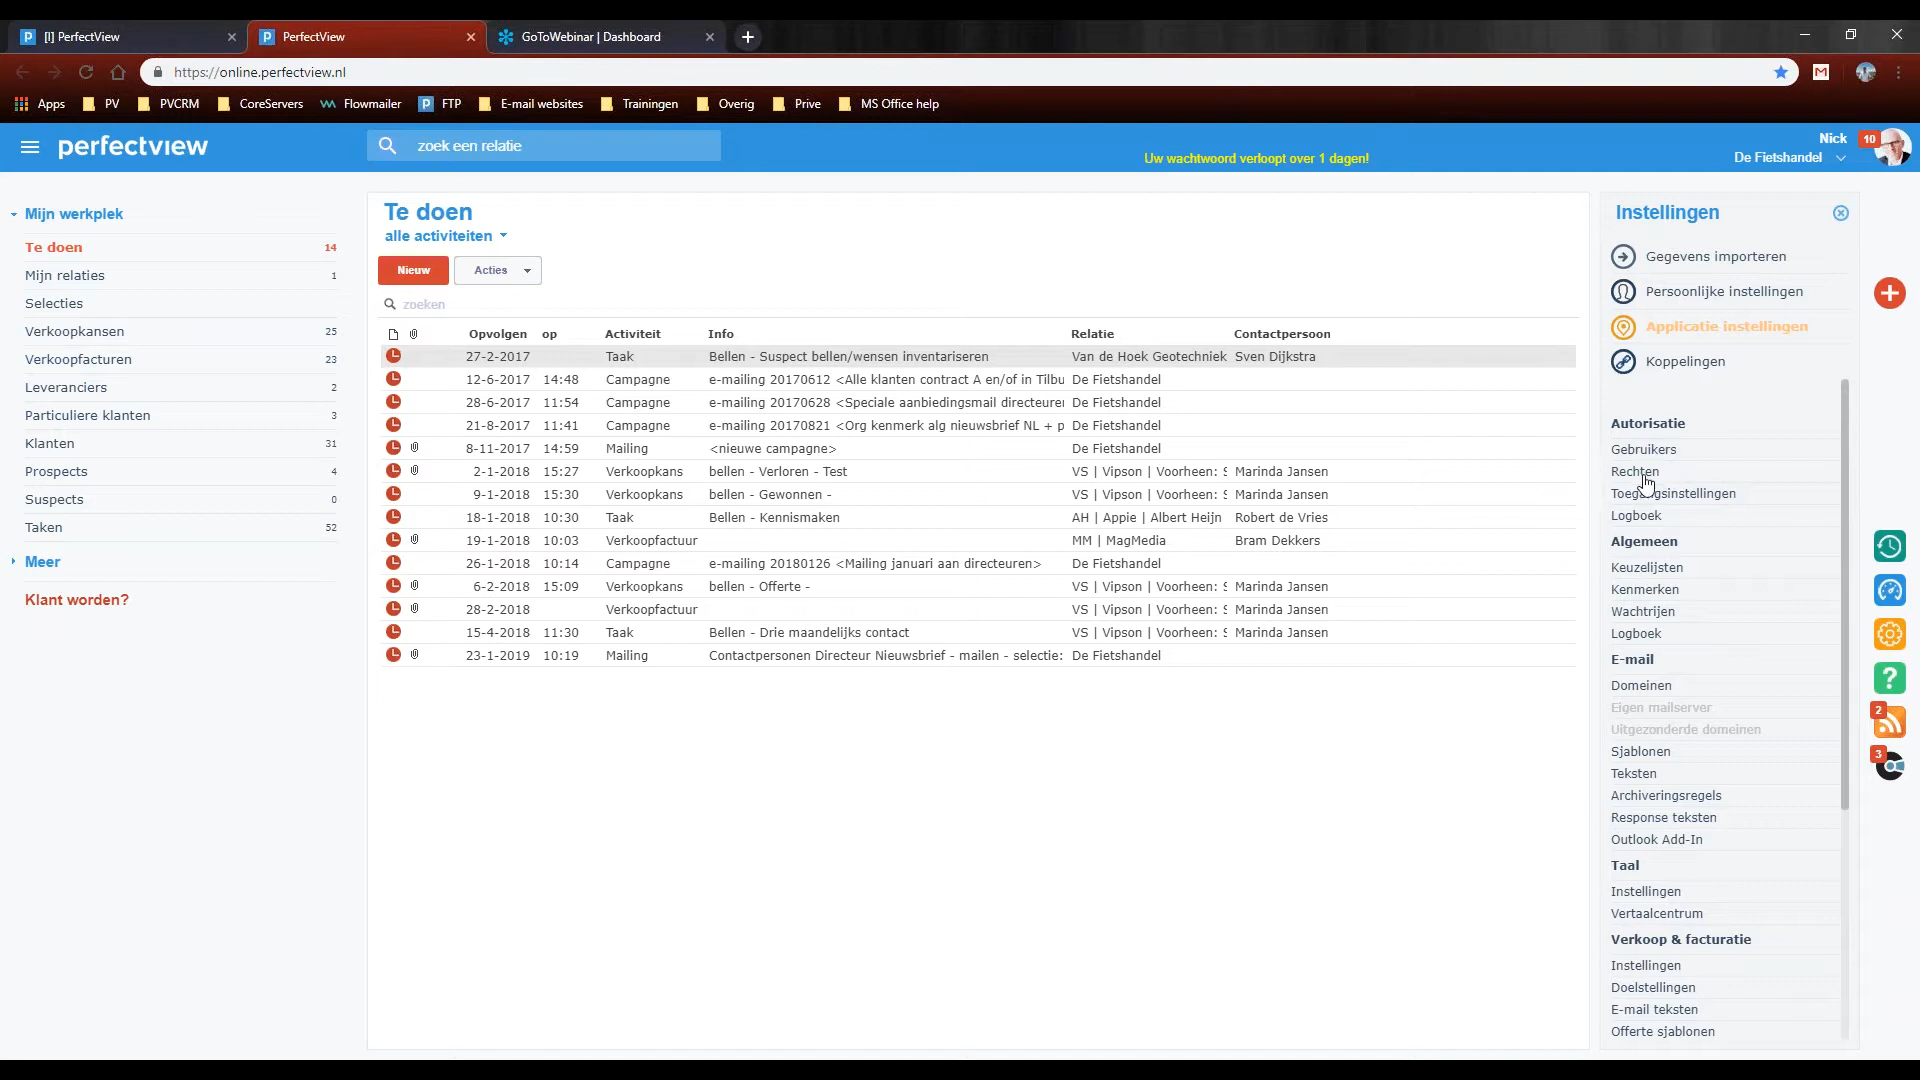 [I] PerfectView
PerfectView
GoToWebinar | Dashboard
https://online.perfectview.nl
Apps
PV
PVCRM
CoreServers
Flowmailer
FTP
E-mail websites
Trainingen
Overig
Prive
MS Office help
perfectview
zoek een relatie
Uw wachtwoord verloopt over 1 dagen!
Nick
De Fietshandel
10
Mijn werkplek
Te doen 14
Mijn relaties 1
Selecties
Verkoopkansen 25
Verkoopfacturen 23
Leveranciers 2
Particuliere klanten 3
Klanten 31
Prospects 4
Suspects 0
Taken 52
Meer
Klant worden?
Te doen
alle activiteiten
Nieuw
Acties
zoeken
Opvolgen op Activiteit Info Relatie Contactpersoon
27-2-2017 Taak Bellen - Suspect bellen/wensen inventariseren Van de Hoek Geotechniek Sven Dijkstra
12-6-2017 14:48 Campagne e-mailing 20170612 <Alle klanten contract A en/of in Tilbu De Fietshandel
28-6-2017 11:54 Campagne e-mailing 20170628 <Speciale aanbiedingsmail directeuren De Fietshandel
21-8-2017 11:41 Campagne e-mailing 20170821 <Org kenmerk alg nieuwsbrief NL + p De Fietshandel
8-11-2017 14:59 Mailing <nieuwe campagne> De Fietshandel
2-1-2018 15:27 Verkoopkans bellen - Verloren - Test VS | Vipson | Voorheen: S Marinda Jansen
9-1-2018 15:30 Verkoopkans bellen - Gewonnen - VS | Vipson | Voorheen: S Marinda Jansen
18-1-2018 10:30 Taak Bellen - Kennismaken AH | Appie | Albert Heijn Robert de Vries
19-1-2018 10:03 Verkoopfactuur MM | MagMedia Bram Dekkers
26-1-2018 10:14 Campagne e-mailing 20180126 <Mailing januari aan directeuren> De Fietshandel
6-2-2018 15:09 Verkoopkans bellen - Offerte - VS | Vipson | Voorheen: S Marinda Jansen
28-2-2018 Verkoopfactuur VS | Vipson | Voorheen: S Marinda Jansen
15-4-2018 11:30 Taak Bellen - Drie maandelijks contact VS | Vipson | Voorheen: S Marinda Jansen
23-1-2019 10:19 Mailing Contactpersonen Directeur Nieuwsbrief - mailen - selectie: De Fietshandel
Instellingen
Gegevens importeren
Persoonlijke instellingen
Applicatie instellingen
Koppelingen
Autorisatie
Gebruikers
Rechten
Toegangsinstellingen
Logboek
Algemeen
Keuzelijsten
Kenmerken
Wachtrijen
Logboek
E-mail
Domeinen
Eigen mailserver
Uitgezonderde domeinen
Sjablonen
Teksten
Archiveringsregels
Response teksten
Outlook Add-In
Taal
Instellingen
Vertaalcentrum
Verkoop & facturatie
Instellingen
Doelstellingen
E-mail teksten
Offerte sjablonen
2
3